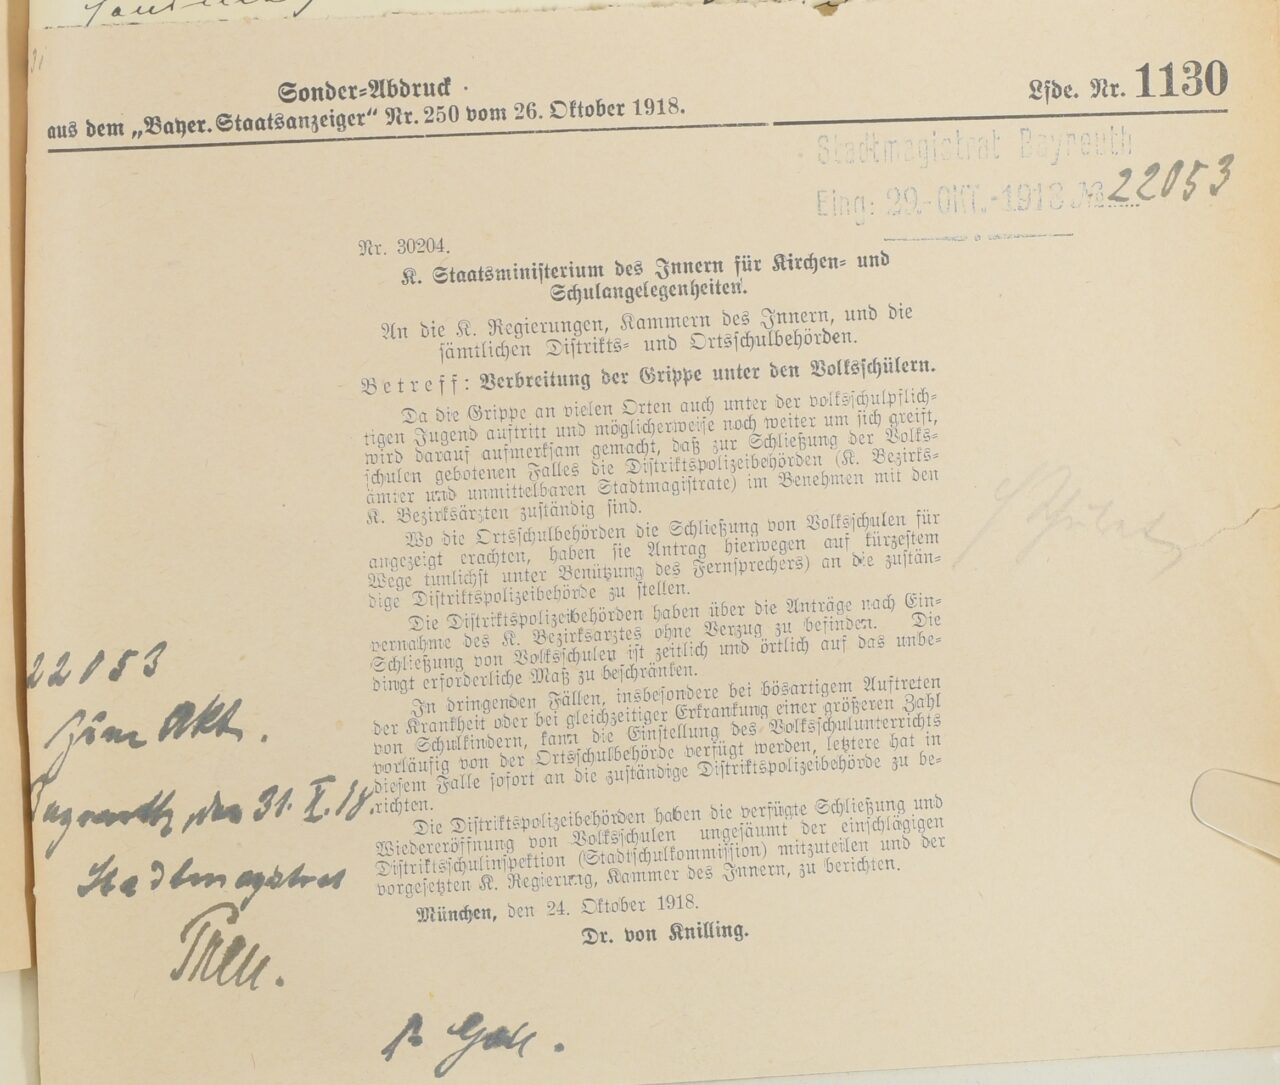 Sonder-Abdruck
aus dem „Bayer. Staatsanzeiger“ Nr. 250 vom 26. Oktober 1918.
Lfde. Nr. 1130
Stadtmagistrat Bayreuth
Eing: 29.-OKT.-1918 № 22053
Nr. 30204.
K. Staatsministerium des Innern für Kirchen- und
Schulangelegenheiten.
An die K. Regierungen, Kammern des Innern, und die
sämtlichen Distrikts- und Ortsschulbehörden.
Betreff: Verbreitung der Grippe unter den Volksschülern.
Da die Grippe an vielen Orten auch unter der volksschulpflich-
tigen Jugend auftritt und möglicherweise noch weiter um sich greift,
wird darauf aufmerksam gemacht, daß zur Schließung der Volks-
schulen gebotenen Falles die Distriktspolizeibehörden (K. Bezirks-
ämter und unmittelbaren Stadtmagistrate) im Benehmen mit den
K. Bezirksärzten zuständig sind.
Wo die Ortsschulbehörden die Schließung von Volksschulen für
angezeigt erachten, haben sie Antrag hierwegen auf kürzestem
Wege tunlichst unter Benützung des Fernsprechers) an die zustän-
dige Distriktspolizeibehörde zu stellen.
Die Distriktspolizeibehörden haben über die Anträge nach Ein-
vernahme des K. Bezirksarztes ohne Verzug zu befinden. Die
Schließung von Volksschulen ist zeitlich und örtlich auf das unbe-
dingt erforderliche Maß zu beschränken.
In dringenden Fällen, insbesondere bei bösartigem Auftreten
der Krankheit oder bei gleichzeitiger Erkrankung einer größeren Zahl
von Schulkindern, kann die Einstellung des Volksschulunterrichts
vorläufig von der Ortsschulbehörde verfügt werden, letztere hat in
diesem Falle sofort an die zuständige Distriktspolizeibehörde zu be-
richten.
Die Distriktspolizeibehörden haben die verfügte Schließung und
Wiedereröffnung von Volksschulen ungesäumt der einschlägigen
Distriktsschulinspektion (Stadtschulkommission) mitzuteilen und der
vorgesetzten K. Regierung, Kammer des Innern, zu berichten.
München, den 24. Oktober 1918.
Dr. von Knilling.
22053
Zum Akt.
Bayreuth, den 31. X. 18.
Stadtmagistrat